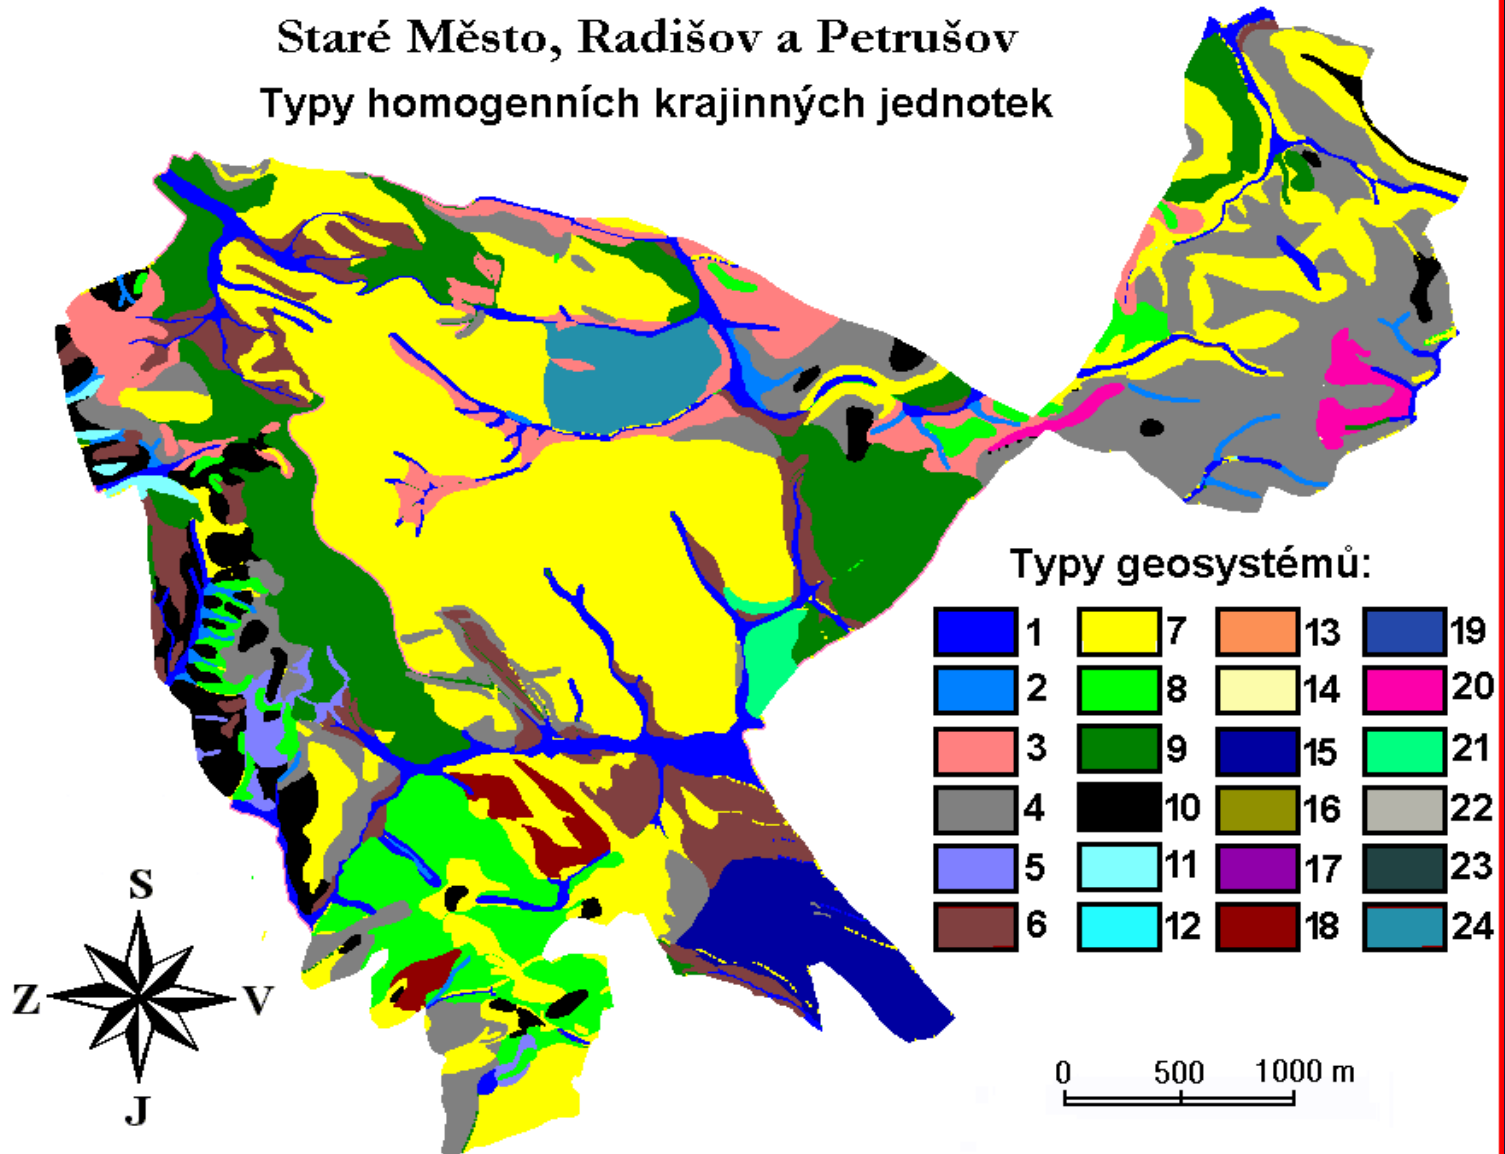 Staré Město, Radišov a Petrušov
Typy homogenních krajinných jednotek
Typy geosystémů:
1 7 13 19
2 8 14 20
3 9 15 21
4 10 16 22
5 11 17 23
6 12 18 24
S
Z V
J
0 500 1000 m